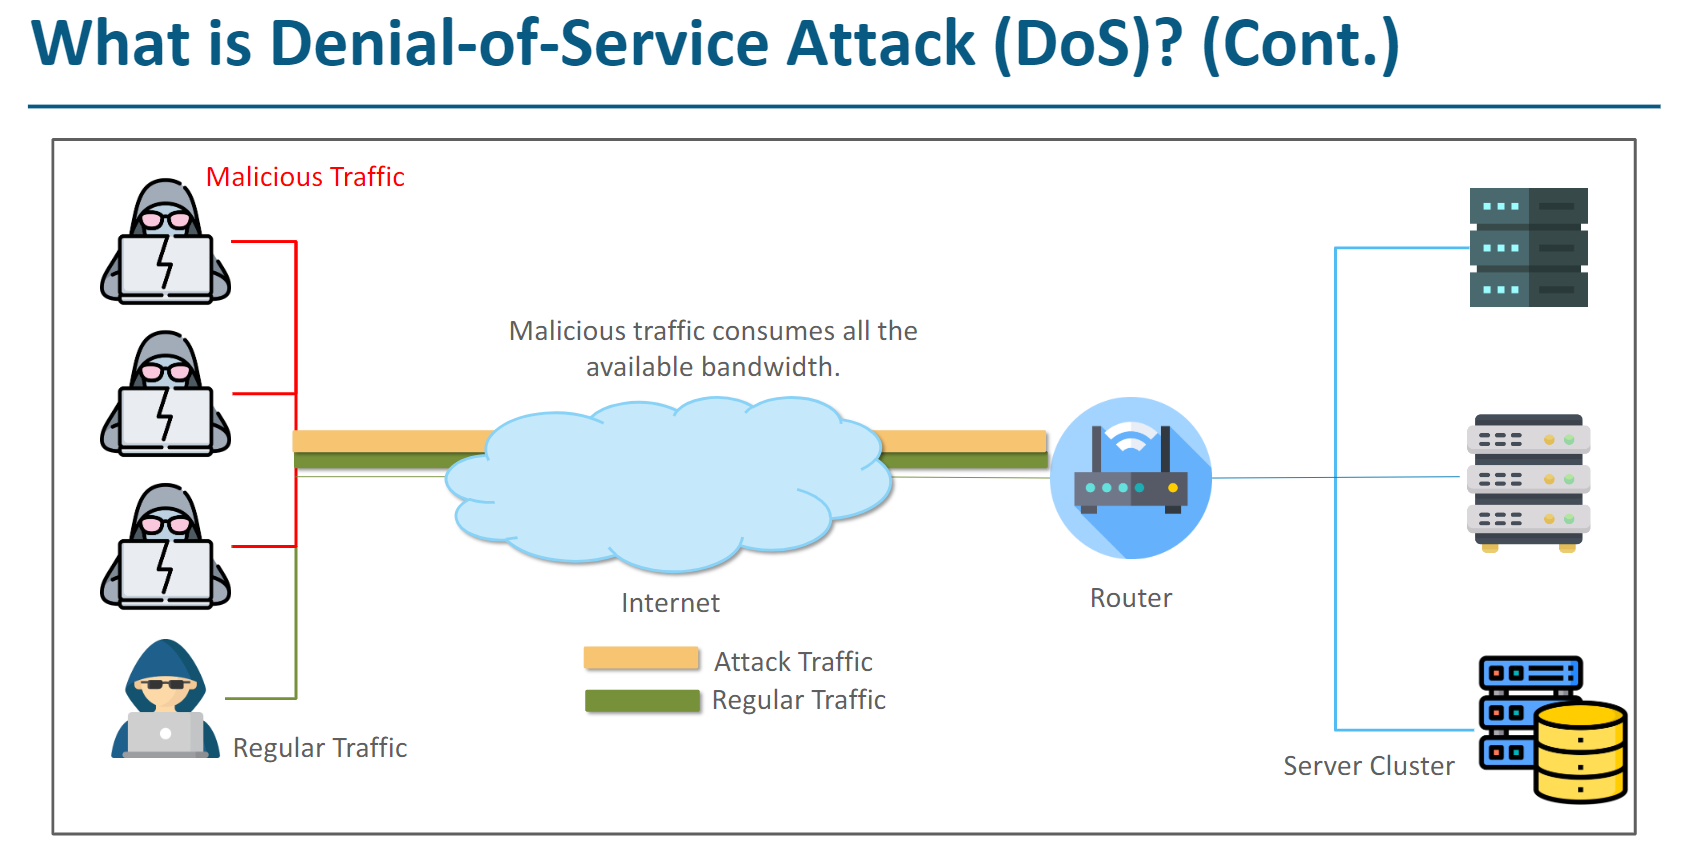 What is Denial-of-Service Attack (DoS)? (Cont.)
Malicious Traffic
Malicious traffic consumes all the
available bandwidth.
Internet
Router
Attack Traffic
Regular Traffic
Regular Traffic
Server Cluster